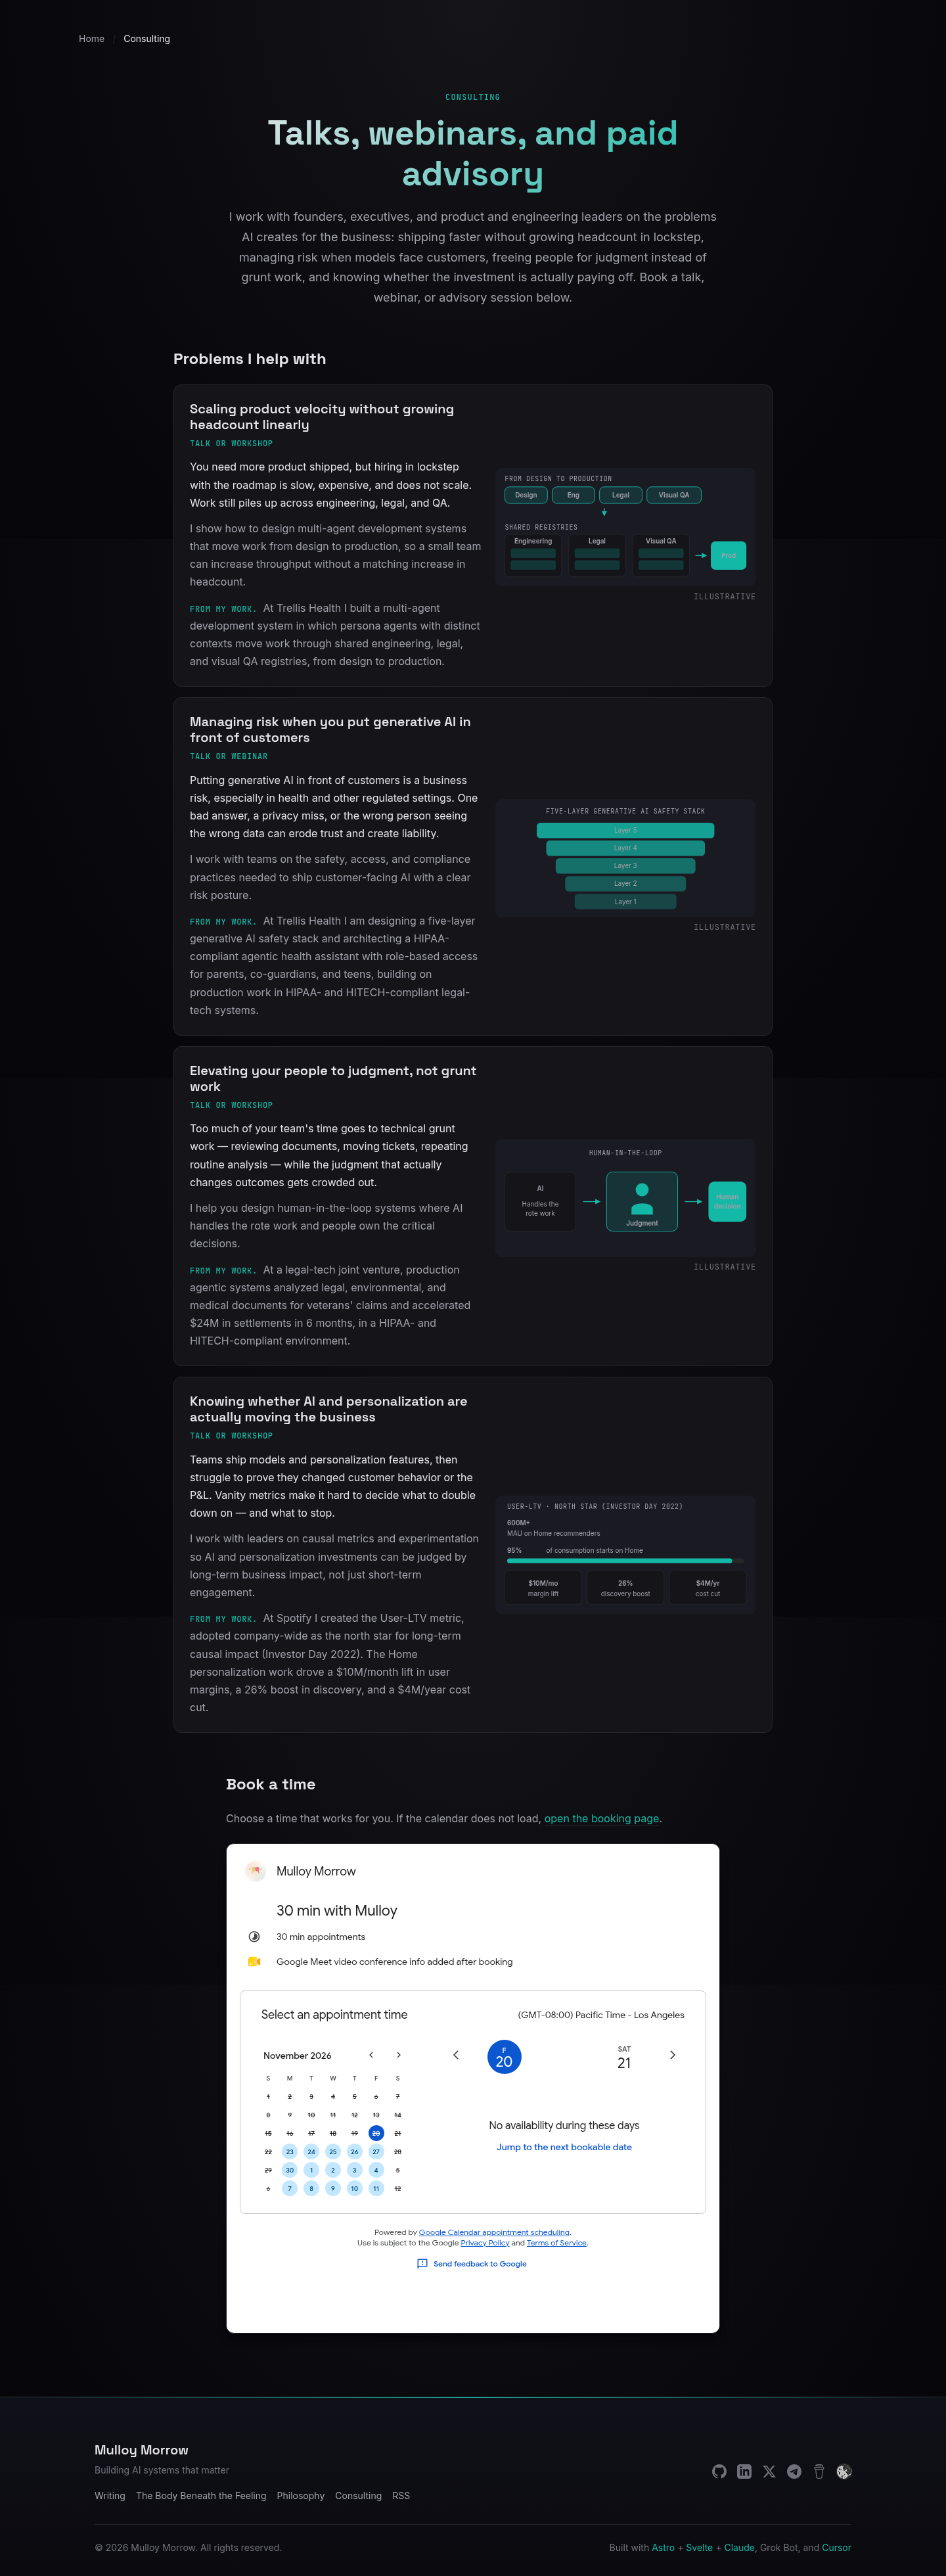 Home / Consulting
CONSULTING
Talks, webinars, and paid
advisory
I work with founders, executives, and product and engineering leaders on the problems
AI creates for the business: shipping faster without growing headcount in lockstep,
managing risk when models face customers, freeing people for judgment instead of
grunt work, and knowing whether the investment is actually paying off. Book a talk,
webinar, or advisory session below.
Problems I help with
Scaling product velocity without growing
headcount linearly
TALK OR WORKSHOP
You need more product shipped, but hiring in lockstep
with the roadmap is slow, expensive, and does not scale.
Work still piles up across engineering, legal, and QA.
I show how to design multi-agent development systems
that move work from design to production, so a small team
can increase throughput without a matching increase in
headcount.
FROM MY WORK. At Trellis Health I built a multi-agent
development system in which persona agents with distinct
contexts move work through shared engineering, legal,
and visual QA registries, from design to production.
FROM DESIGN TO PRODUCTION
Design Eng Legal Visual QA
SHARED REGISTRIES
Engineering Legal Visual QA
Prod
ILLUSTRATIVE
Managing risk when you put generative AI in
front of customers
TALK OR WEBINAR
Putting generative AI in front of customers is a business
risk, especially in health and other regulated settings. One
bad answer, a privacy miss, or the wrong person seeing
the wrong data can erode trust and create liability.
I work with teams on the safety, access, and compliance
practices needed to ship customer-facing AI with a clear
risk posture.
FROM MY WORK. At Trellis Health I am designing a five-layer
generative AI safety stack and architecting a HIPAA-
compliant agentic health assistant with role-based access
for parents, co-guardians, and teens, building on
production work in HIPAA- and HITECH-compliant legal-
tech systems.
FIVE-LAYER GENERATIVE AI SAFETY STACK
Layer 5
Layer 4
Layer 3
Layer 2
Layer 1
ILLUSTRATIVE
Elevating your people to judgment, not grunt
work
TALK OR WORKSHOP
Too much of your team's time goes to technical grunt
work — reviewing documents, moving tickets, repeating
routine analysis — while the judgment that actually
changes outcomes gets crowded out.
I help you design human-in-the-loop systems where AI
handles the rote work and people own the critical
decisions.
FROM MY WORK. At a legal-tech joint venture, production
agentic systems analyzed legal, environmental, and
medical documents for veterans' claims and accelerated
$24M in settlements in 6 months, in a HIPAA- and
HITECH-compliant environment.
HUMAN-IN-THE-LOOP
AI
Handles the
rote work
Judgment
Human
decision
ILLUSTRATIVE
Knowing whether AI and personalization are
actually moving the business
TALK OR WORKSHOP
Teams ship models and personalization features, then
struggle to prove they changed customer behavior or the
P&L. Vanity metrics make it hard to decide what to double
down on — and what to stop.
I work with leaders on causal metrics and experimentation
so AI and personalization investments can be judged by
long-term business impact, not just short-term
engagement.
FROM MY WORK. At Spotify I created the User-LTV metric,
adopted company-wide as the north star for long-term
causal impact (Investor Day 2022). The Home
personalization work drove a $10M/month lift in user
margins, a 26% boost in discovery, and a $4M/year cost
cut.
USER-LTV · NORTH STAR (INVESTOR DAY 2022)
600M+
MAU on Home recommenders
95% of consumption starts on Home
$10M/mo 26% $4M/yr
margin lift discovery boost cost cut
Book a time
Choose a time that works for you. If the calendar does not load, open the booking page.
Mulloy Morrow
30 min with Mulloy
30 min appointments
Google Meet video conference info added after booking
Select an appointment time
(GMT-08:00) Pacific Time - Los Angeles
November 2026
S M T W T F S
1 2 3 4 5 6 7
8 9 10 11 12 13 14
15 16 17 18 19 20 21
22 23 24 25 26 27 28
29 30 1 2 3 4 5
6 7 8 9 10 11 12
F SAT
20 21
No availability during these days
Jump to the next bookable date
Powered by Google Calendar appointment scheduling.
Use is subject to the Google Privacy Policy and Terms of Service.
Send feedback to Google
Mulloy Morrow
Building AI systems that matter
Writing The Body Beneath the Feeling Philosophy Consulting RSS
© 2026 Mulloy Morrow. All rights reserved.
Built with Astro + Svelte + Claude, Grok Bot, and Cursor